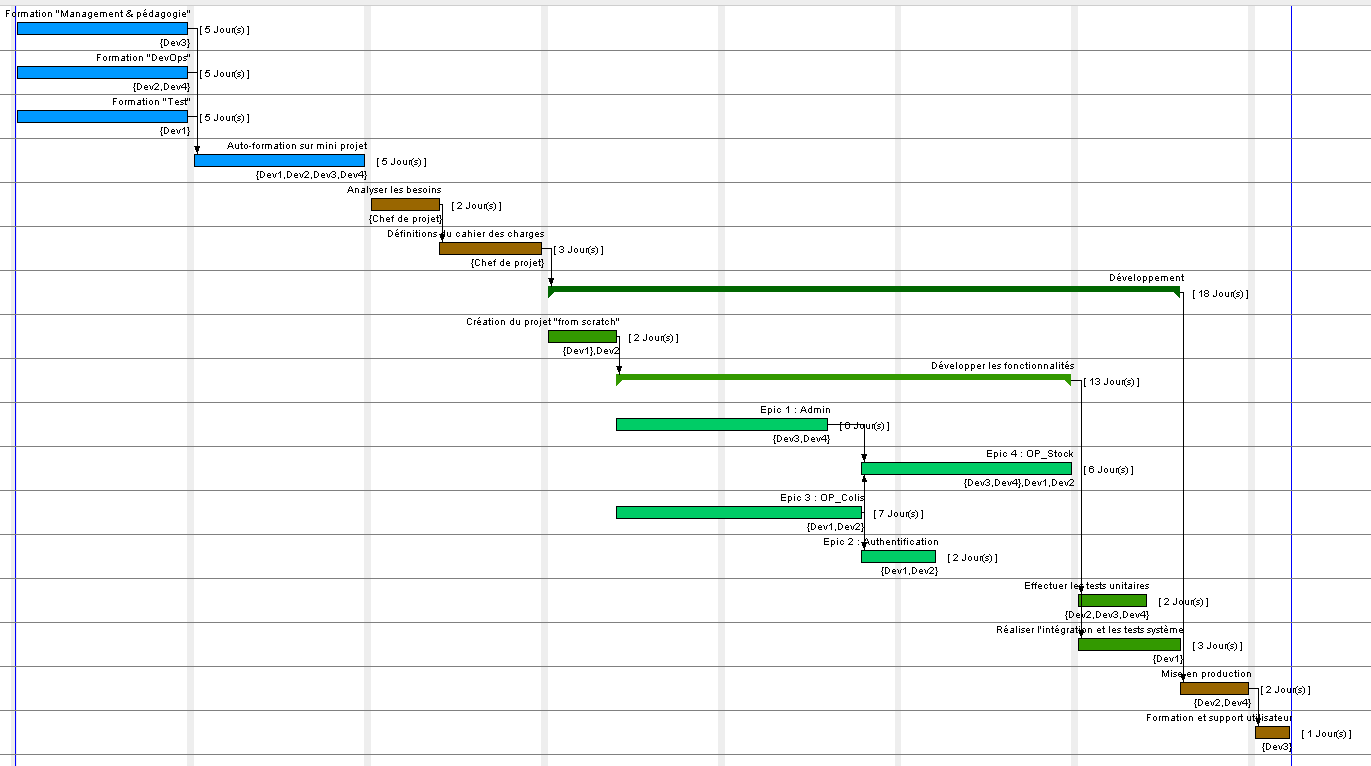 Formation "Management & pédagogie"
[ 5 Jour(s) ]
{Dev3}
Formation "DevOps"
[ 5 Jour(s) ]
{Dev2,Dev4}
Formation "Test"
[ 5 Jour(s) ]
{Dev1}
Auto-formation sur mini projet
[ 5 Jour(s) ]
{Dev1,Dev2,Dev3,Dev4}
Analyser les besoins
[ 2 Jour(s) ]
{Chef de projet}
Définitions du cahier des charges
[ 3 Jour(s) ]
{Chef de projet}
Développement
[ 18 Jour(s) ]
Création du projet "from scratch"
[ 2 Jour(s) ]
{Dev1},Dev2
Développer les fonctionnalités
[ 13 Jour(s) ]
Epic 1 : Admin
[ 6 Jour(s) ]
{Dev3,Dev4}
Epic 4 : OP_Stock
[ 6 Jour(s) ]
{Dev3,Dev4},Dev1,Dev2
Epic 3 : OP_Colis
[ 7 Jour(s) ]
{Dev1,Dev2}
Epic 2 : Authentification
[ 2 Jour(s) ]
{Dev1,Dev2}
Effectuer les tests unitaires
[ 2 Jour(s) ]
{Dev2,Dev3,Dev4}
Réaliser l'intégration et les tests système
[ 3 Jour(s) ]
{Dev1}
Mise en production
[ 2 Jour(s) ]
{Dev2,Dev4}
Formation et support utilisateur
[ 1 Jour(s) ]
{Dev3}